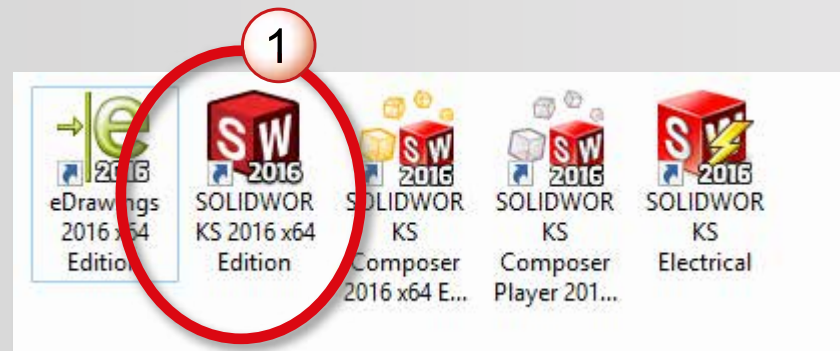 1
e
2016
eDrawings
2016 x64
Edition
SW
2016
SOLIDWOR
KS 2016 x64
Edition
SW
2016
SOLIDWOR
KS
Composer
2016 x64 E...
SW
2016
SOLIDWOR
KS
Composer
Player 201...
SW
2016
SOLIDWOR
KS
Electrical